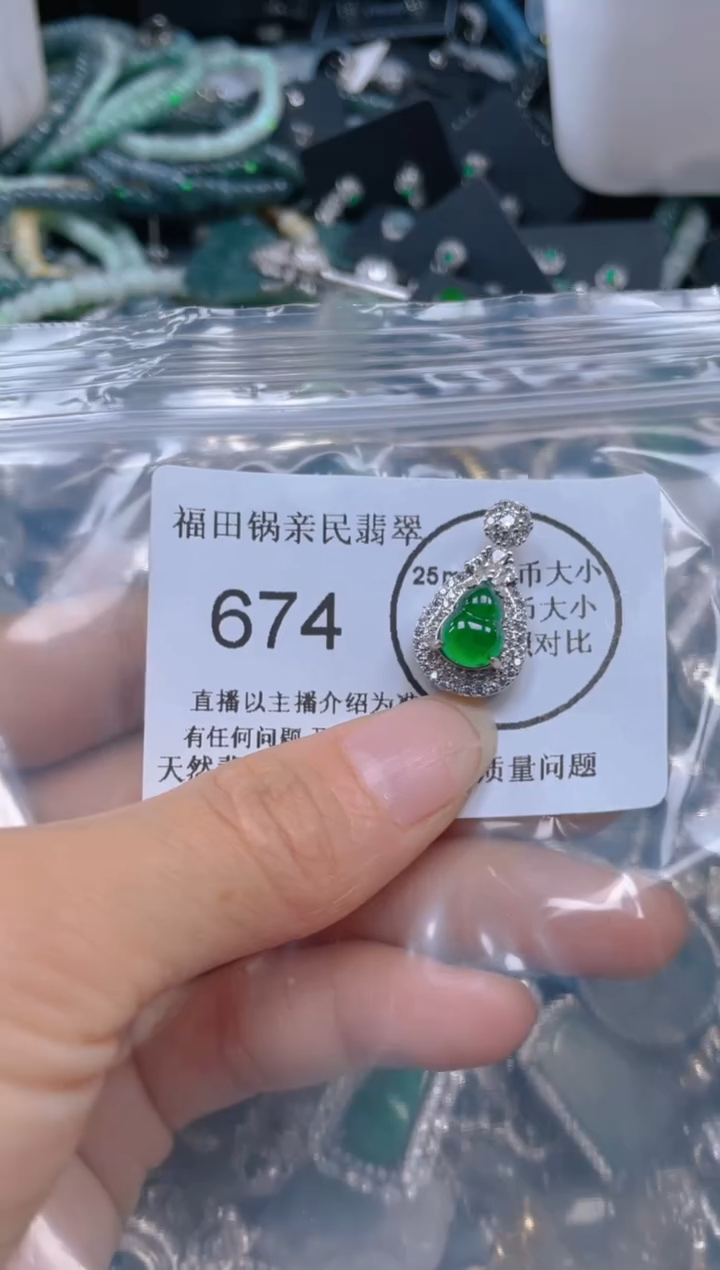 福田锅亲民翡翠
674
25m 币大小
币大小
对比
直播以主播介绍为准
有任何问题
天然 质量问题